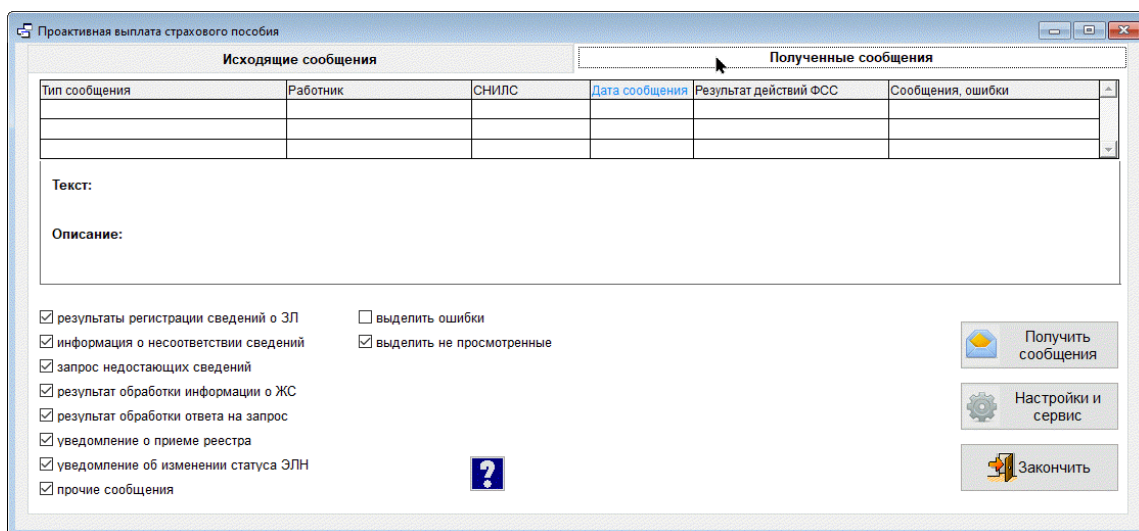 Проактивная выплата страхового пособия
Исходящие сообщения Полученные сообщения
Тип сообщения Работник СНИЛС Дата сообщения Результат действий ФСС Сообщения, ошибки
Текст:
Описание:
результаты регистрации сведений о ЗЛ выделить ошибки
информация о несоответствии сведений выделить не просмотренные
запрос недостающих сведений
результат обработки информации о ЖС
результат обработки ответа на запрос
уведомление о приеме реестра
уведомление об изменении статуса ЭЛН
прочие сообщения
?
Получить
сообщения
Настройки и
сервис
Закончить